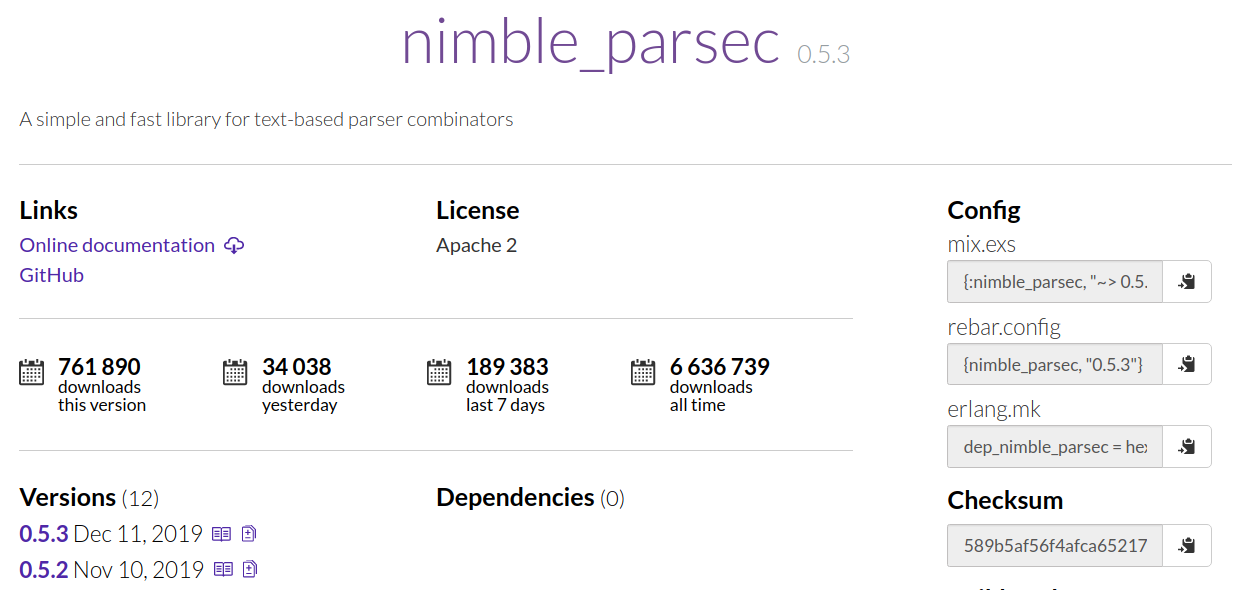 nimble_parsec 0.5.3
A simple and fast library for text-based parser combinators
Links
Online documentation
GitHub
License
Apache 2
761 890
downloads
this version
34 038
downloads
yesterday
189 383
downloads
last 7 days
6 636 739
downloads
all time
Versions (12)
0.5.3 Dec 11, 2019
0.5.2 Nov 10, 2019
Dependencies (0)
Config
mix.exs
{:nimble_parsec, "~> 0.5.
rebar.config
{nimble_parsec, "0.5.3"}
erlang.mk
dep_nimble_parsec = hex
Checksum
589b5af56f4afca65217